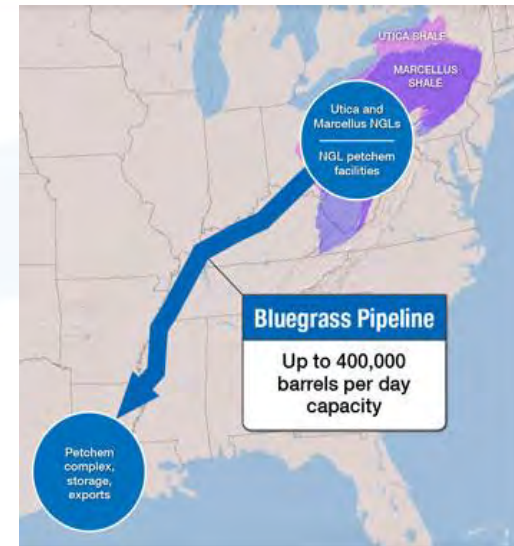 UTICA SHALE
MARCELLUS
SHALE
Utica and
Marcellus NGLs
NGL petchem
facilities
Bluegrass Pipeline
Up to 400,000
barrels per day
capacity
Petchem
complex,
storage,
exports